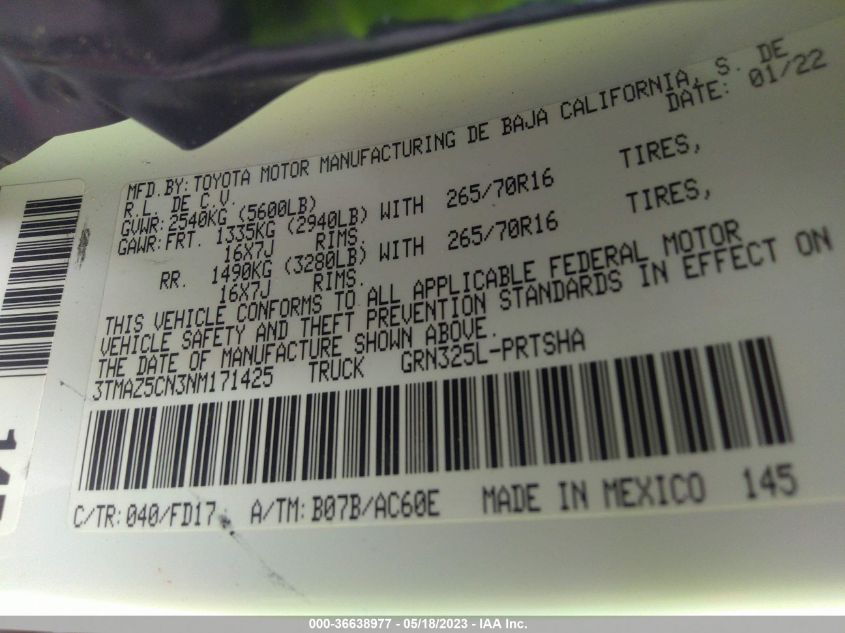 MFD.BY:TOYOTA MOTOR MANUFACTURING DE BAJA CALIFORNIA, S. DE
R.L. DE C.V. DATE: 01/22
GVWR:2540KG (5600LB)
GAWR:FRT. 1335KG (2940LB) WITH 265/70R16 TIRES,
16X7J RIMS.
RR. 1490KG (3280LB) WITH 265/70R16 TIRES,
16X7J RIMS.
THIS VEHICLE CONFORMS TO ALL APPLICABLE FEDERAL MOTOR
VEHICLE SAFETY AND THEFT PREVENTION STANDARDS IN EFFECT ON
THE DATE OF MANUFACTURE SHOWN ABOVE.
3TMAZ5CN3NM171425 TRUCK GRN325L-PRTSHA
C/TR:040/FD17 A/TM:B07B/AC60E MADE IN MEXICO 145
000-36638977 - 05/18/2023 - IAA Inc.